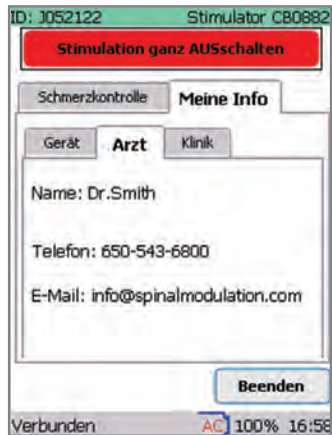 ID: J052122 Stimulator CB0882
Stimulation ganz AUSschalten
Schmerzkontrolle Meine Info
Gerät Arzt Klinik
Name: Dr.Smith
Telefon: 650-543-6800
E-Mail: info@spinalmodulation.com
Beenden
Verbunden AC 100% 16:58